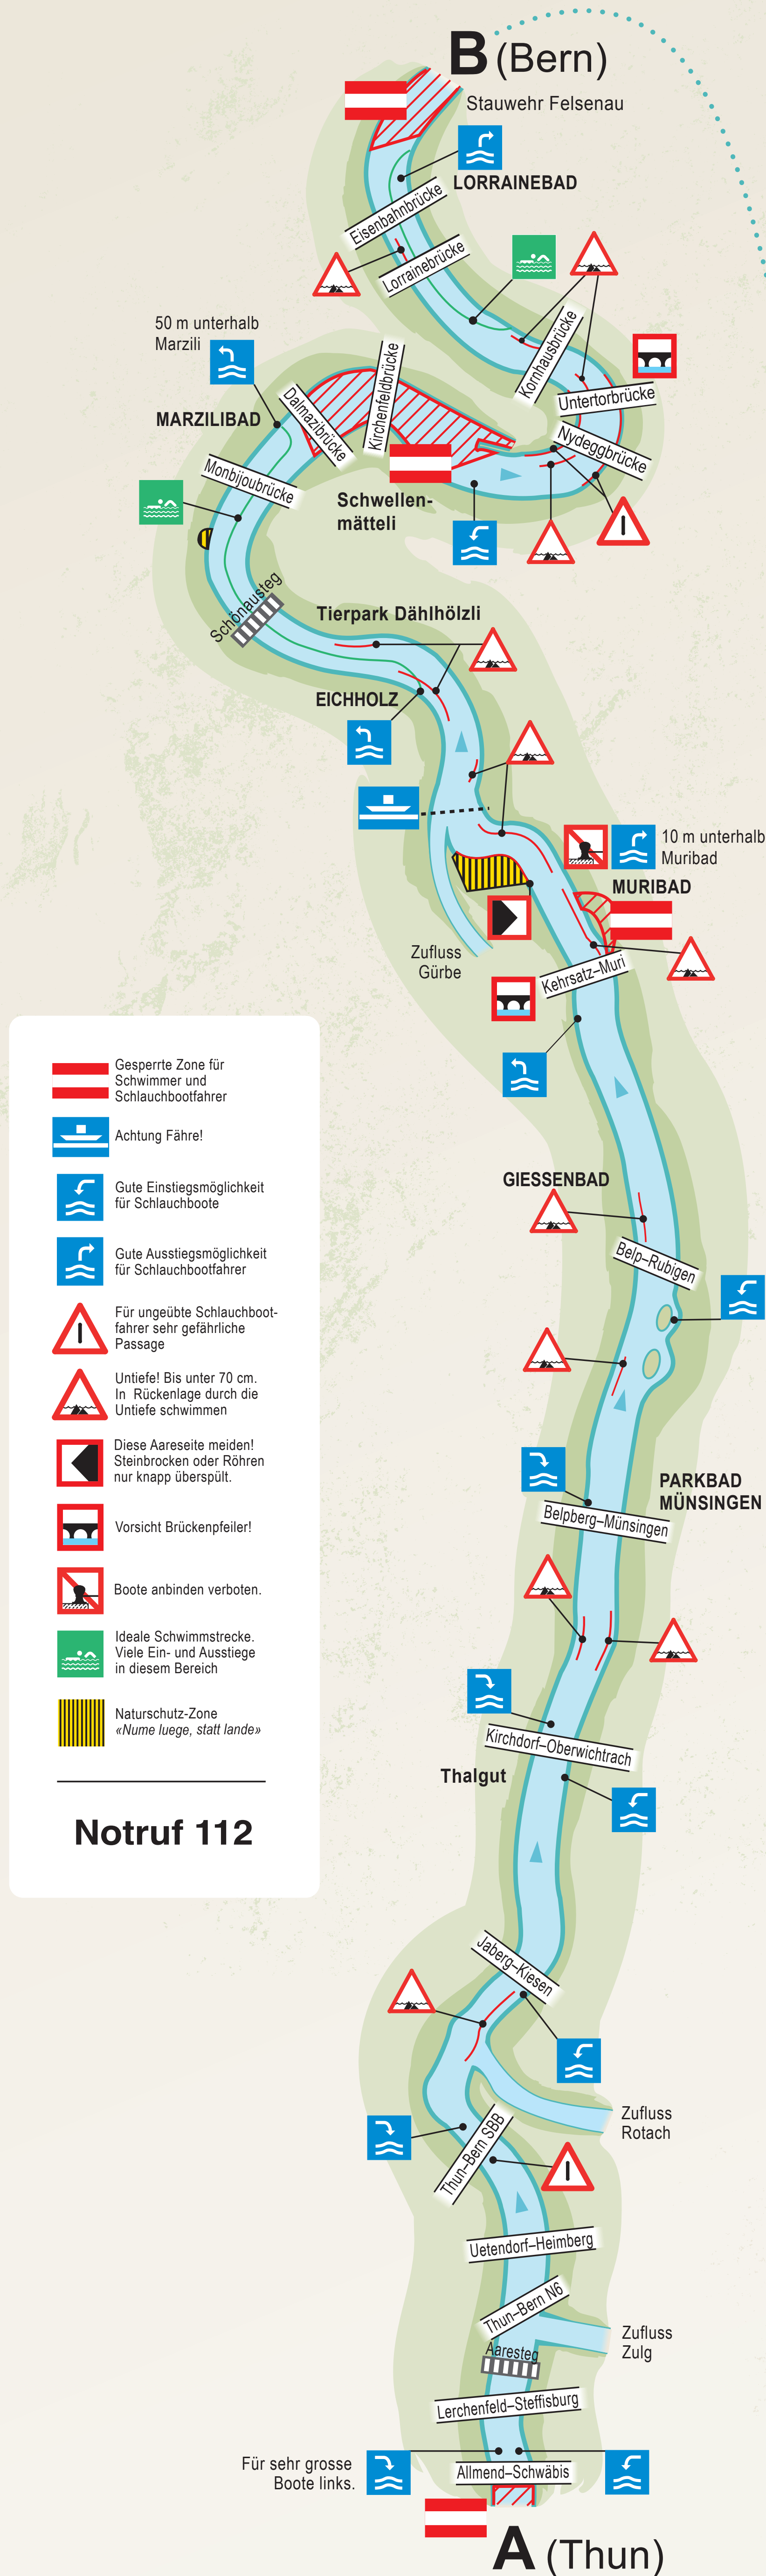 B (Bern)
Stauwehr Felsenau
LORRAINEBAD
Eisenbahnbrücke
Lorrainebrücke
Kornhausbrücke
50 m unterhalb
Marzili
Kirchenfeldbrücke
Dalmazibrücke
Untertorbrücke
MARZILIBAD
Nydeggbrücke
Monbijoubrücke
Schwellen-
mätteli
Schönausteg
Tierpark Dählhölzli
EICHHOLZ
10 m unterhalb
Muribad
MURIBAD
Zufluss
Gürbe
Kehrsatz–Muri
Gesperrte Zone für
Schwimmer und
Schlauchbootfahrer
Achtung Fähre!
Gute Einstiegsmöglichkeit
für Schlauchboote
Gute Ausstiegsmöglichkeit
für Schlauchbootfahrer
Für ungeübte Schlauchboot-
fahrer sehr gefährliche
Passage
Untiefe! Bis unter 70 cm.
In Rückenlage durch die
Untiefe schwimmen
Diese Aareseite meiden!
Steinbrocken oder Röhren
nur knapp überspült.
Vorsicht Brückenpfeiler!
Boote anbinden verboten.
Ideale Schwimmstrecke.
Viele Ein- und Ausstiege
in diesem Bereich
Naturschutz-Zone
«Nume luege, statt lande»
Notruf 112
GIESSENBAD
Belp–Rubigen
PARKBAD
MÜNSINGEN
Belpberg–Münsingen
Kirchdorf–Oberwichtrach
Thalgut
Jaberg–Kiesen
Zufluss
Rotach
Thun–Bern SBB
Uetendorf–Heimberg
Thun–Bern N6
Zufluss
Zulg
Aaresteg
Lerchenfeld–Steffisburg
Für sehr grosse
Boote links.
Allmend–Schwäbis
A (Thun)